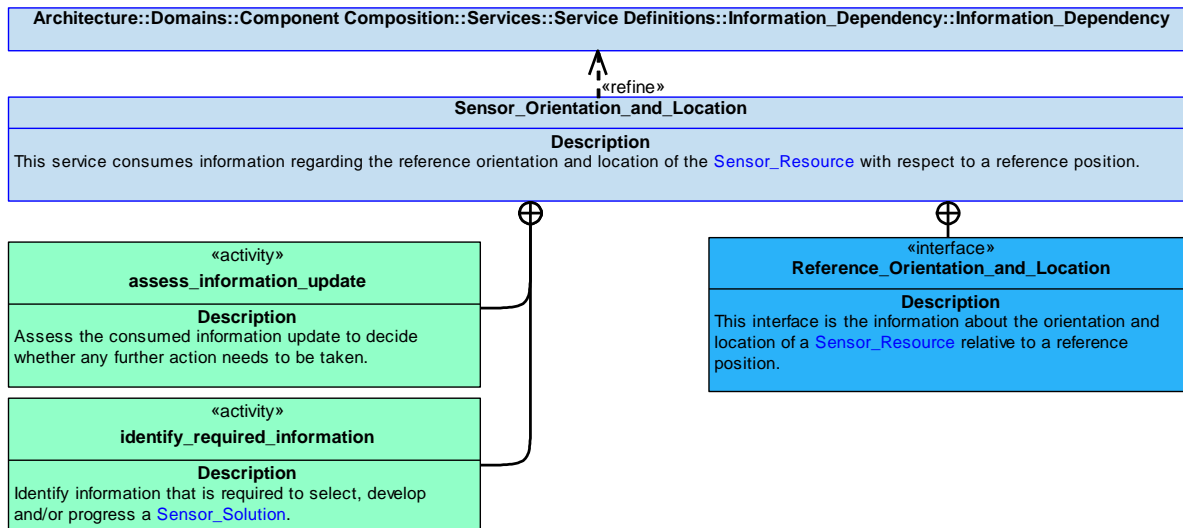 Architecture::Domains::Component Composition::Services::Service Definitions::Information_Dependency::Information_Dependency
«refine»
Sensor_Orientation_and_Location
Description
This service consumes information regarding the reference orientation and location of the Sensor_Resource with respect to a reference position.
«activity»
assess_information_update
Description
Assess the consumed information update to decide
whether any further action needs to be taken.
«interface»
Reference_Orientation_and_Location
Description
This interface is the information about the orientation and
location of a Sensor_Resource relative to a reference
position.
«activity»
identify_required_information
Description
Identify information that is required to select, develop
and/or progress a Sensor_Solution.